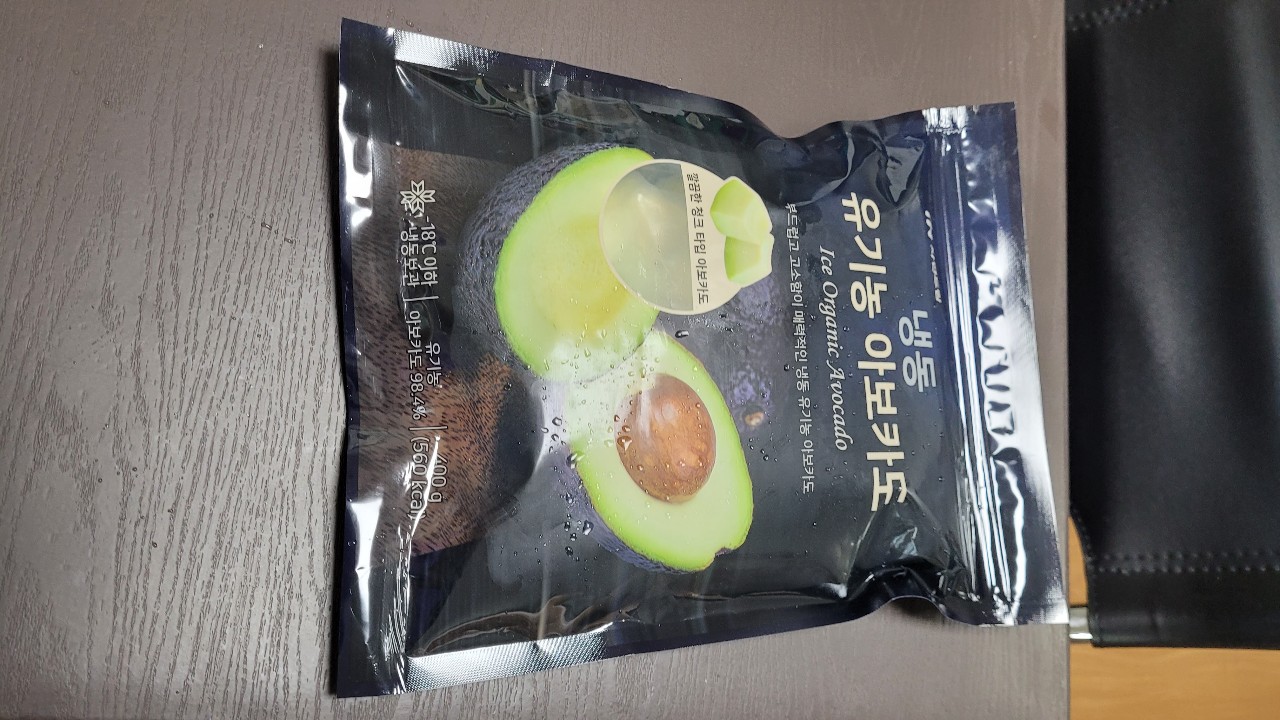 냉동
유기농 아보카도
Ice Organic Avocado
부드럽고 고소함이 매력적인 냉동 유기농 아보카도
깔끔한 청크 타입 아보카도
-18℃ 이하
냉동보관
유기농
아보카도 98.4%
400 g
(560 kcal)